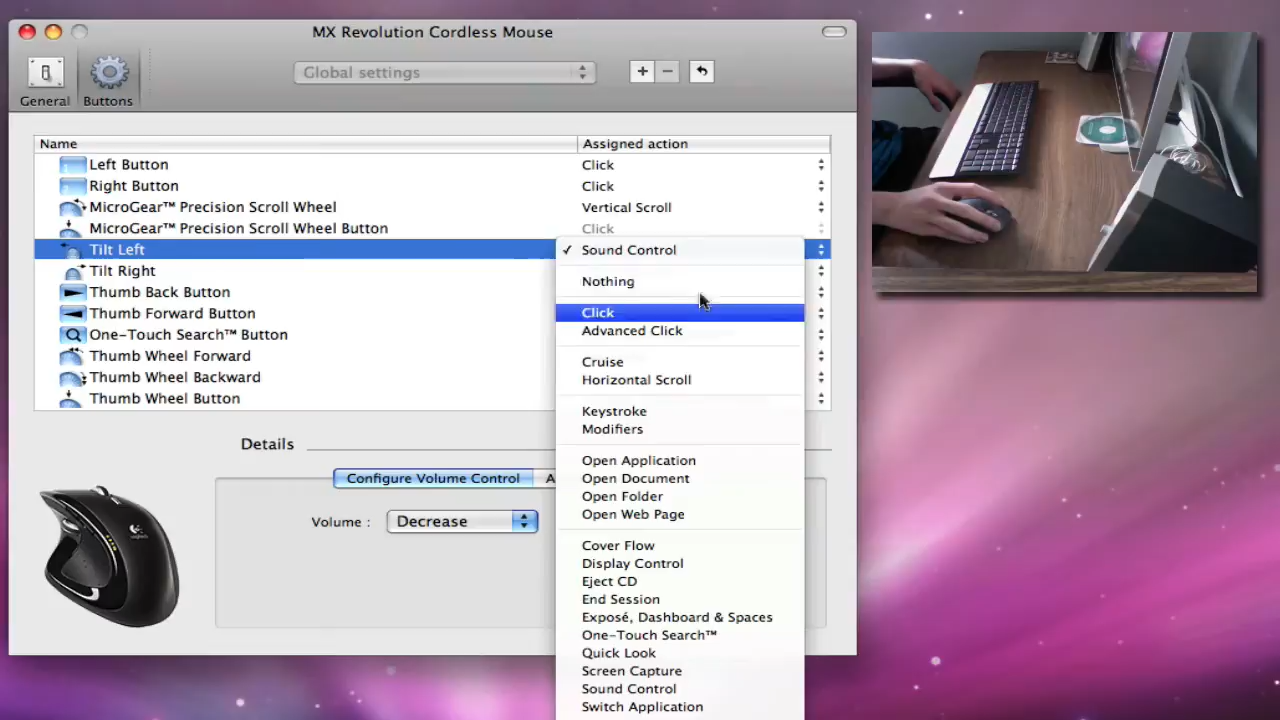 MX Revolution Cordless Mouse
Global settings
General
Buttons
Name
Assigned action
Left Button
Click
Right Button
Click
MicroGear™ Precision Scroll Wheel
Vertical Scroll
MicroGear™ Precision Scroll Wheel Button
Click
Tilt Left
✓ Sound Control
Tilt Right
Nothing
Thumb Back Button
Thumb Forward Button
Click
One-Touch Search™ Button
Advanced Click
Thumb Wheel Forward
Cruise
Thumb Wheel Backward
Horizontal Scroll
Thumb Wheel Button
Keystroke
Modifiers
Details
Open Application
Configure Volume Control
A
Open Document
Open Folder
Volume :
Decrease
Open Web Page
Cover Flow
Display Control
Eject CD
End Session
Exposé, Dashboard & Spaces
One-Touch Search™
Quick Look
Screen Capture
Sound Control
Switch Application